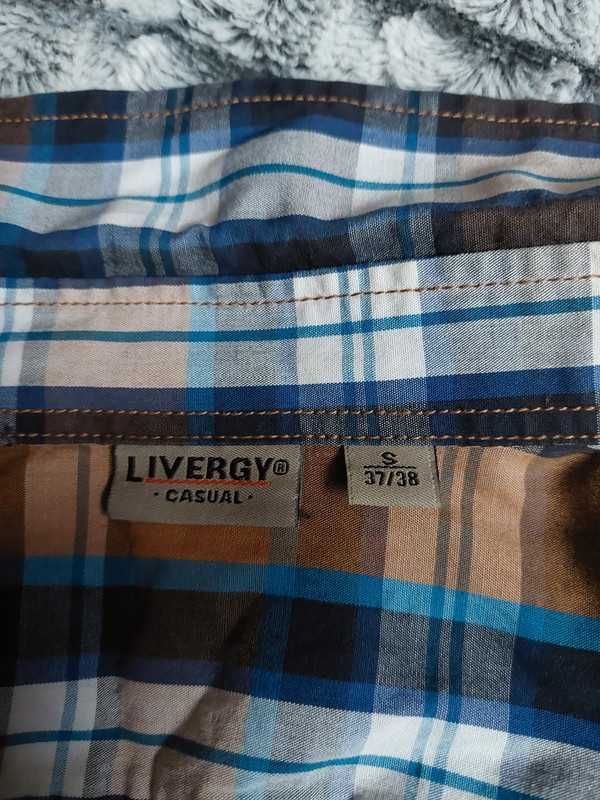 LIVERGY®
• CASUAL •
S
37/38